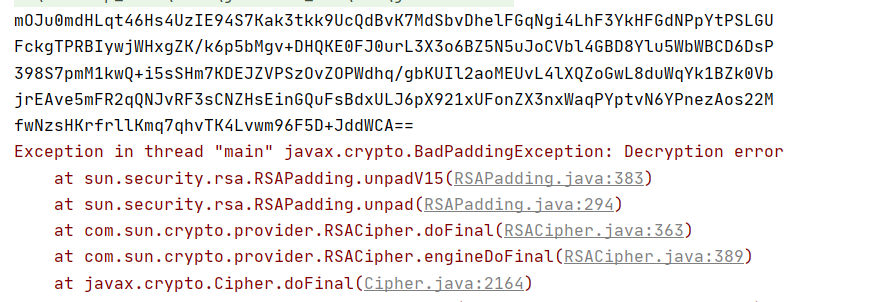 mOJu0mdHLqt46Hs4UzIE94S7Kak3tkk9UcQdBvK7MdSbvDhelFGqNgi4LhF3YkHFGdNPpYtPSLGU
FckgTPRBIywjWHxgZK/k6p5bMgv+DHQKE0FJ0urL3X3o6BZ5N5uJoCVbl4GBD8Ylu5WbWBCD6DsP
398S7pmM1kwQ+i5sSHm7KDEJZVPSzOvZOPWdhq/gbKUIl2aoMEUvL4lXQZoGwL8duWqYk1BZk0Vb
jrEAve5mFR2qQNJvRF3sCNZHsEinGQuFsBdxULJ6pX921xUFonZX3nxWaqPYptvN6YPnezAos22M
fwNzsHKrfrllKmq7qhvTK4Lvwm96F5D+JddWCA==
Exception in thread "main" javax.crypto.BadPaddingException: Decryption error
at sun.security.rsa.RSAPadding.unpadV15(RSAPadding.java:383)
at sun.security.rsa.RSAPadding.unpad(RSAPadding.java:294)
at com.sun.crypto.provider.RSACipher.doFinal(RSACipher.java:363)
at com.sun.crypto.provider.RSACipher.engineDoFinal(RSACipher.java:389)
at javax.crypto.Cipher.doFinal(Cipher.java:2164)